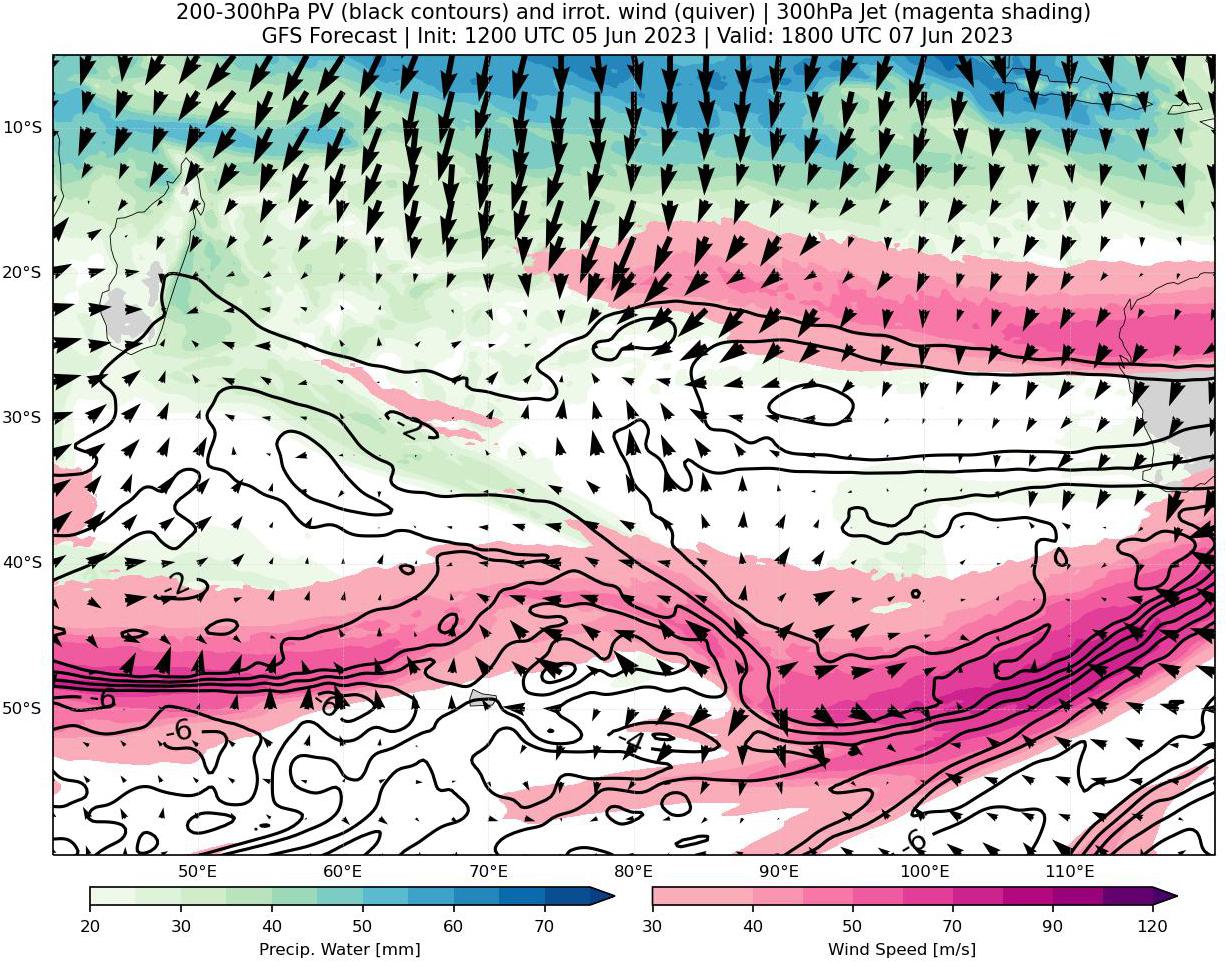 200-300hPa PV (black contours) and irrot. wind (quiver) | 300hPa Jet (magenta shading)
GFS Forecast | Init: 1200 UTC 05 Jun 2023 | Valid: 1800 UTC 07 Jun 2023
10°S
20°S
30°S
-2
40°S
-2
-6
-6
50°S
-6
-4
-6
50°E 60°E 70°E 80°E 90°E 100°E 110°E
20 30 40 50 60 70
30 40 50 70 90 120
Precip. Water [mm]
Wind Speed [m/s]